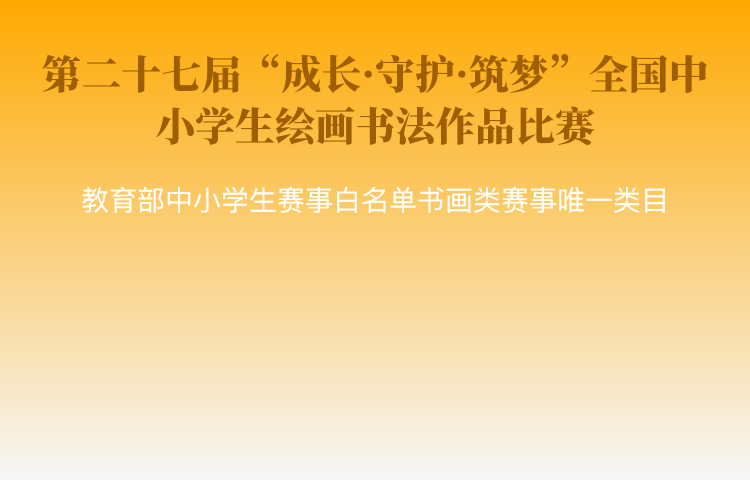 第二十七届“成长·守护·筑梦”全国中
小学生绘画书法作品比赛
教育部中小学生赛事白名单书画类赛事唯一类目